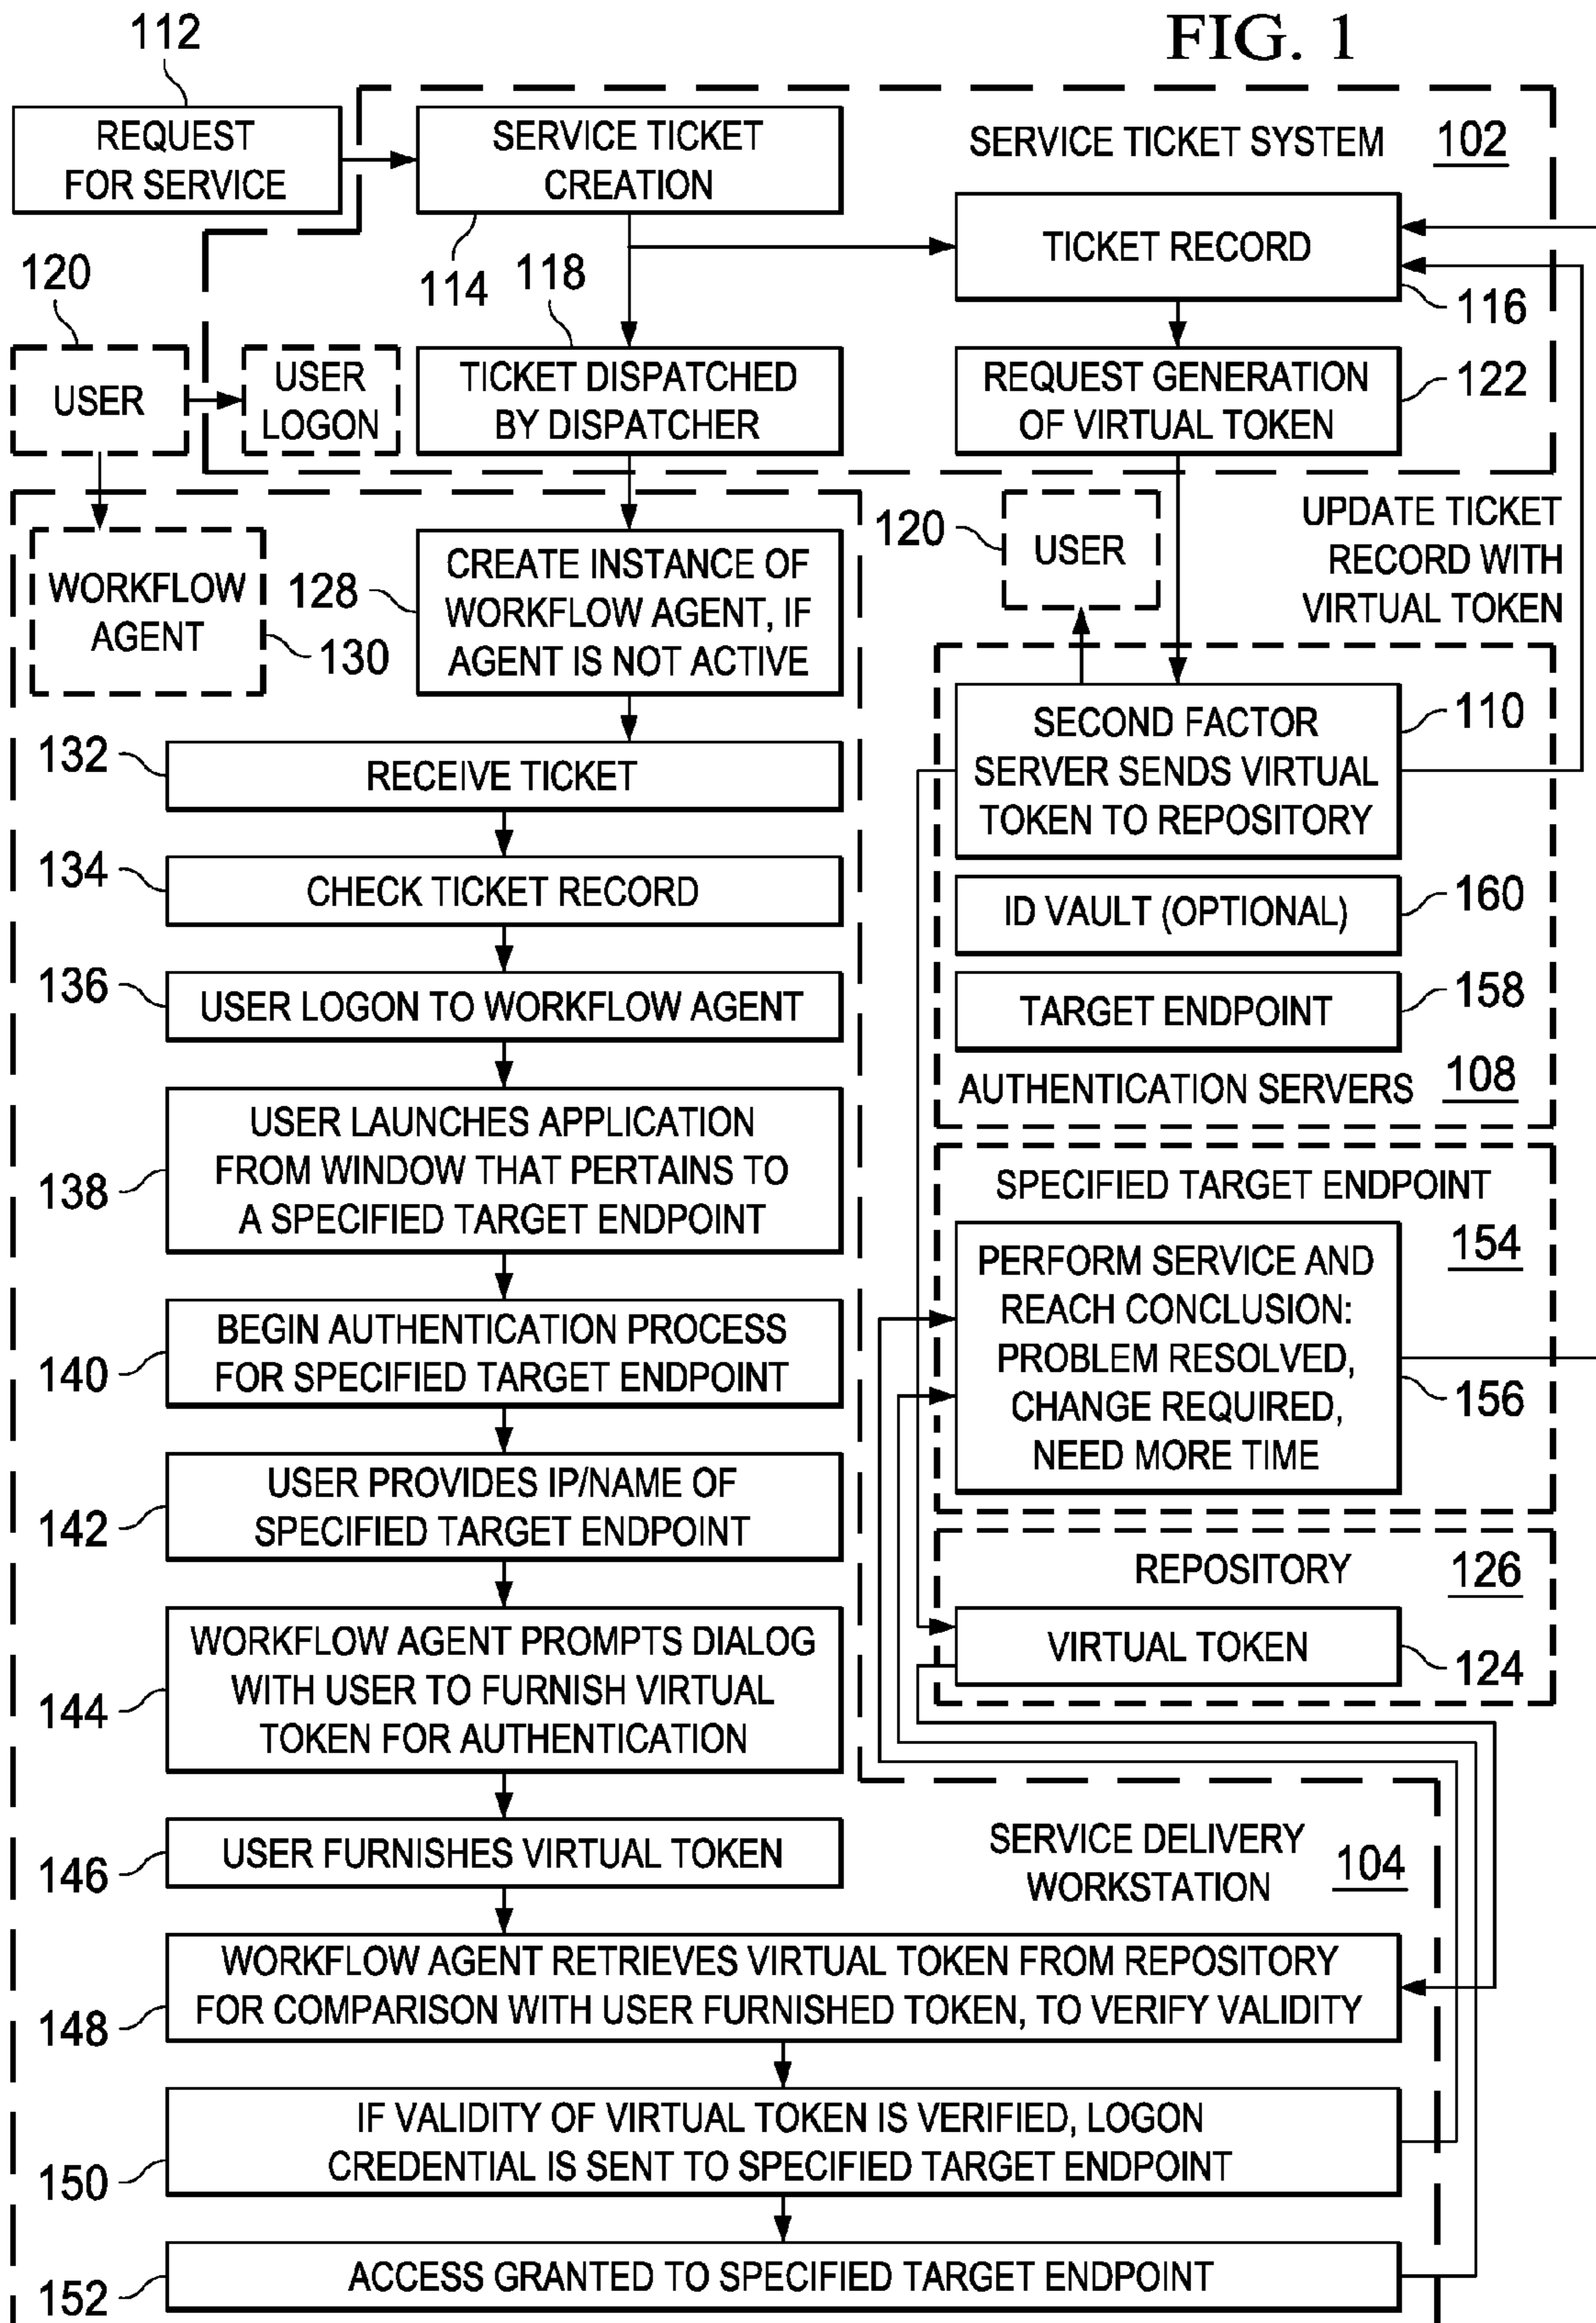 FIG. 1
112
REQUEST
FOR SERVICE
SERVICE TICKET
CREATION
114
SERVICE TICKET SYSTEM
102
TICKET RECORD
116
120
USER
USER
LOGON
118
TICKET DISPATCHED
BY DISPATCHER
REQUEST GENERATION
OF VIRTUAL TOKEN
122
WORKFLOW
AGENT
130
128
CREATE INSTANCE OF
WORKFLOW AGENT, IF
AGENT IS NOT ACTIVE
120
USER
UPDATE TICKET
RECORD WITH
VIRTUAL TOKEN
132
RECEIVE TICKET
134
CHECK TICKET RECORD
136
USER LOGON TO WORKFLOW AGENT
138
USER LAUNCHES APPLICATION
FROM WINDOW THAT PERTAINS TO
A SPECIFIED TARGET ENDPOINT
140
BEGIN AUTHENTICATION PROCESS
FOR SPECIFIED TARGET ENDPOINT
142
USER PROVIDES IP/NAME OF
SPECIFIED TARGET ENDPOINT
144
WORKFLOW AGENT PROMPTS DIALOG
WITH USER TO FURNISH VIRTUAL
TOKEN FOR AUTHENTICATION
146
USER FURNISHES VIRTUAL TOKEN
SECOND FACTOR
SERVER SENDS VIRTUAL
TOKEN TO REPOSITORY
110
ID VAULT (OPTIONAL)
160
TARGET ENDPOINT
158
AUTHENTICATION SERVERS
108
SPECIFIED TARGET ENDPOINT
154
PERFORM SERVICE AND
REACH CONCLUSION:
PROBLEM RESOLVED,
CHANGE REQUIRED,
NEED MORE TIME
156
REPOSITORY
126
VIRTUAL TOKEN
124
SERVICE DELIVERY
WORKSTATION
104
148
WORKFLOW AGENT RETRIEVES VIRTUAL TOKEN FROM REPOSITORY
FOR COMPARISON WITH USER FURNISHED TOKEN, TO VERIFY VALIDITY
150
IF VALIDITY OF VIRTUAL TOKEN IS VERIFIED, LOGON
CREDENTIAL IS SENT TO SPECIFIED TARGET ENDPOINT
152
ACCESS GRANTED TO SPECIFIED TARGET ENDPOINT